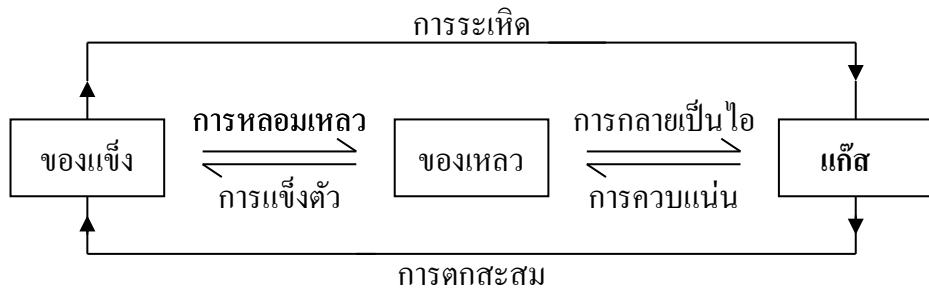 การระเหิด
การหลอมเหลว
การกลายเป็นไอ
ของแข็ง
ของเหลว
แก๊ส
การแข็งตัว
การควบแน่น
การตกสะสม